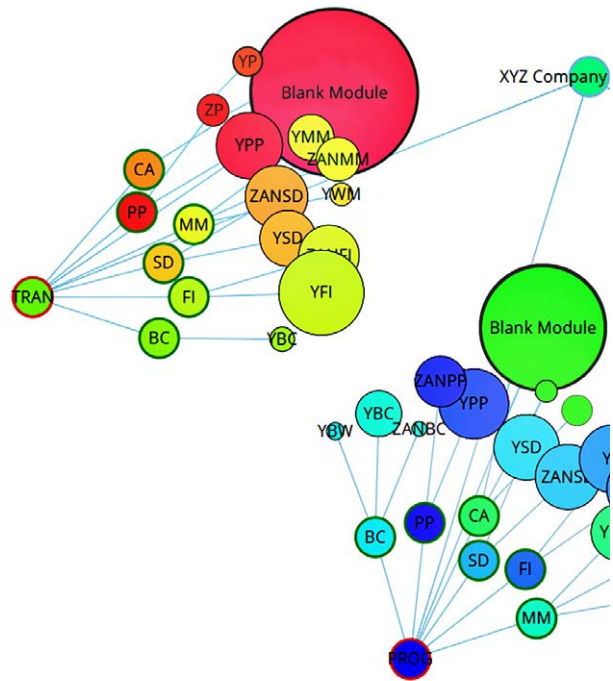 YP
Blank Module
XYZ Company
ZP
YMM
YPP
ZANMM
CA
ZANSD
YWM
PP
MM
YSD
SD
YFI
TRAN
FI
BC
YBC
Blank Module
ZANPP
YPP
YBC
YBW
ZANBC
YSD
PP
CA
BC
SD
FI
MM
PROG